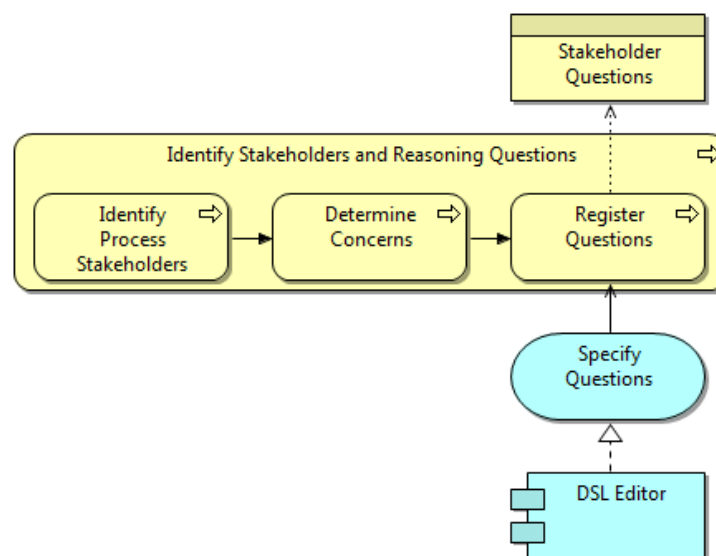 Stakeholder
Questions
Identify Stakeholders and Reasoning Questions
Identify
Process
Stakeholders
Determine
Concerns
Register
Questions
Specify
Questions
DSL Editor